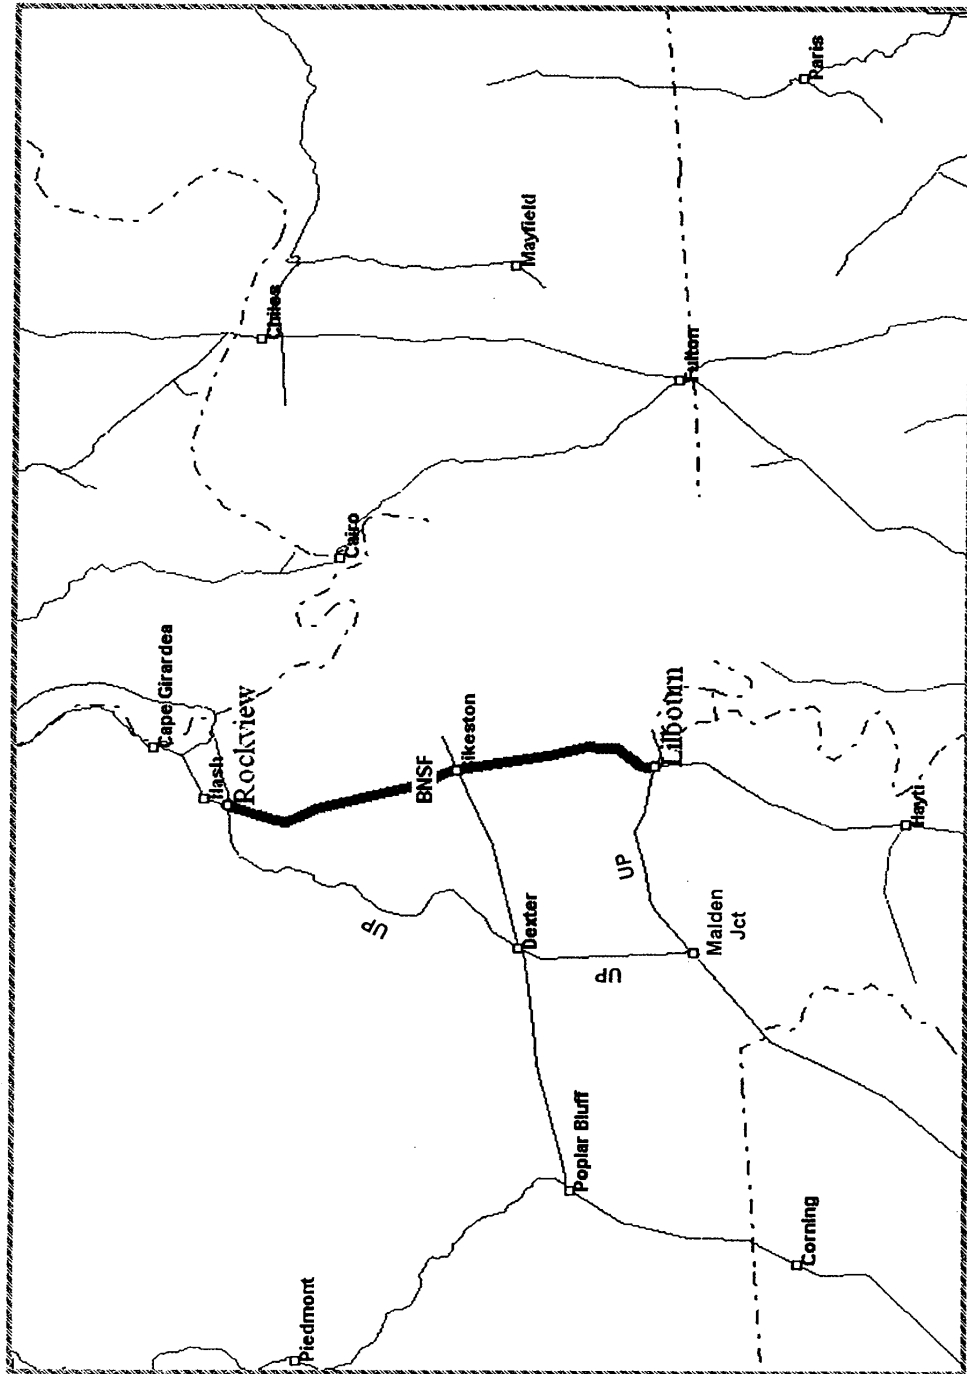 Paris
Mayfield
Chiles
Fulton
Cairo
Cape Girardea
Nash
Rockview
BNSF
Sikeston
Lilbourn
Hayti
UP
UP
UP
Dexter
Malden
Jct
Poplar Bluff
Corning
Piedmont